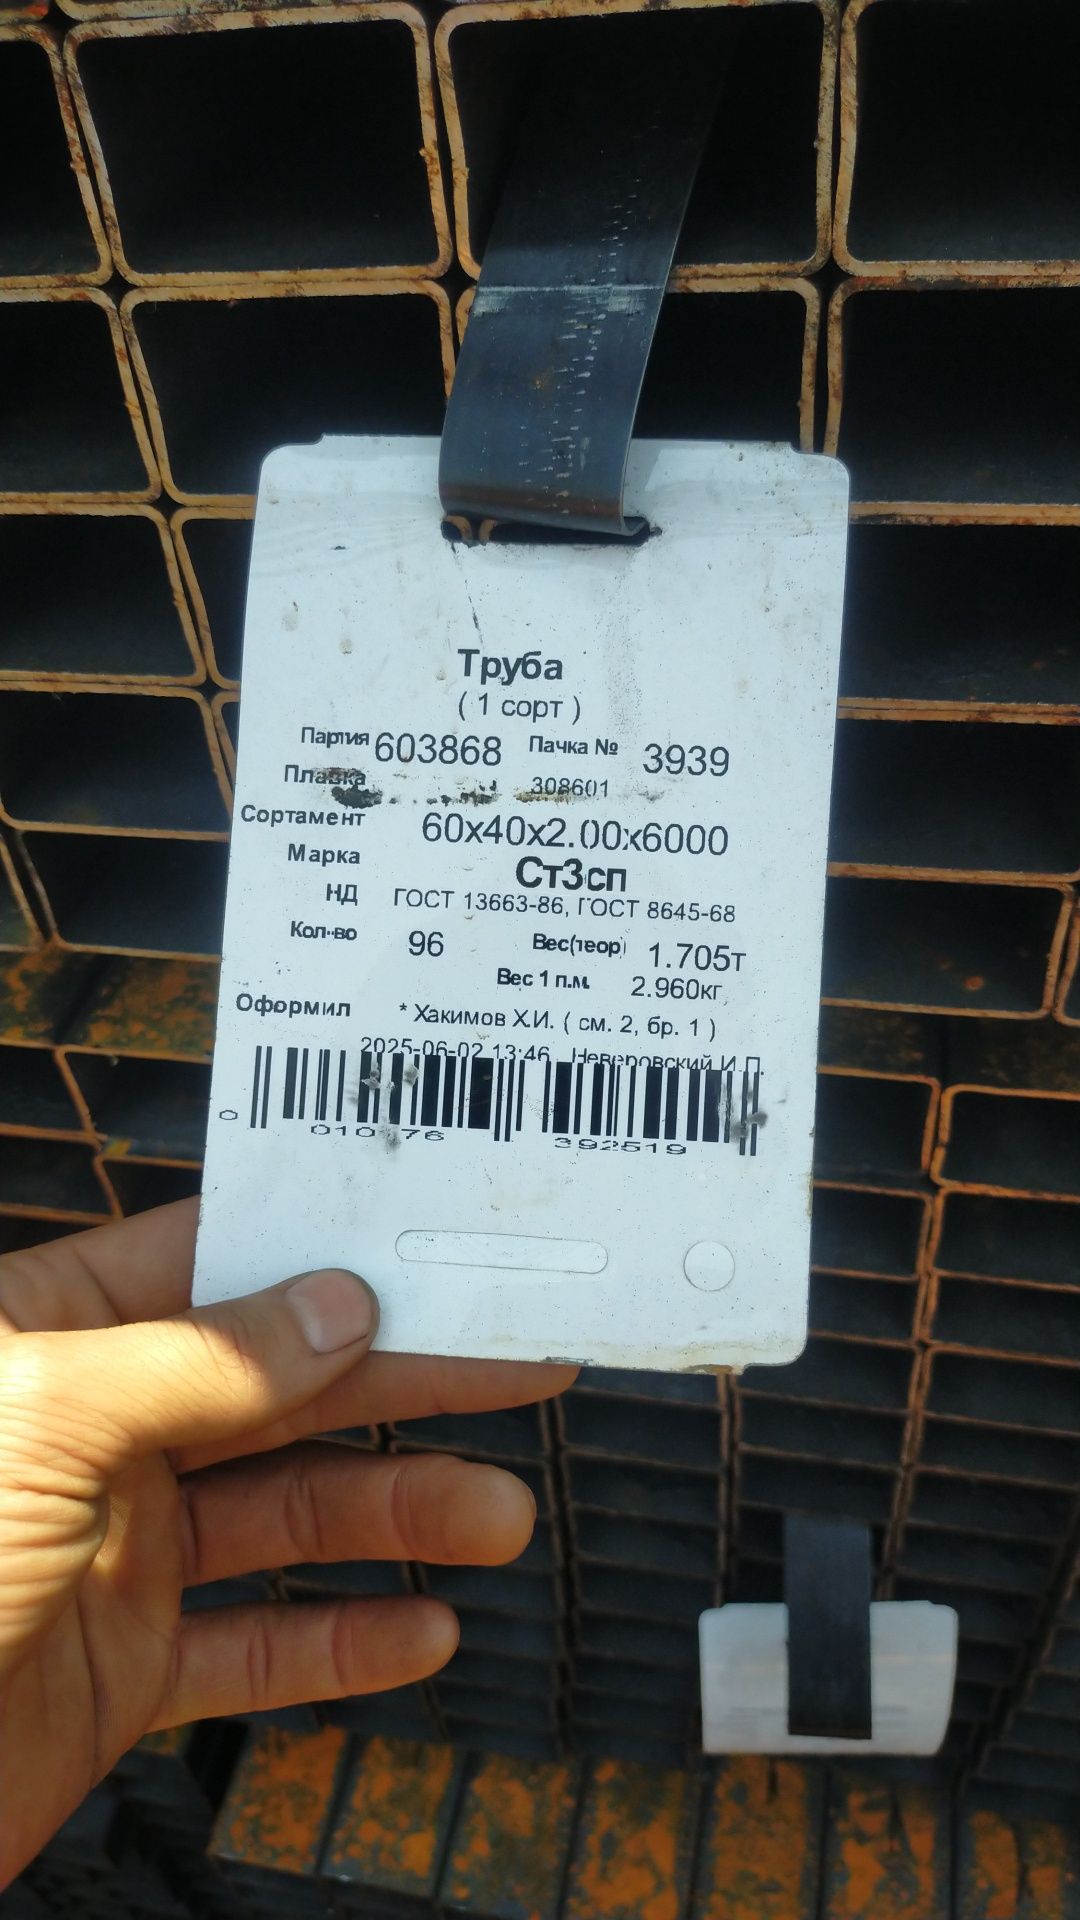 Труба
( 1 сорт )
Партия 603868 Пачка № 3939
Плавка 308601
Сортамент 60x40x2.00x6000
Марка Ст3сп
НД ГОСТ 13663-86, ГОСТ 8645-68
Кол-во 96 Вес(теор) 1.705т
Вес 1 п.м. 2.960кг
Оформил * Хакимов Х.И. ( см. 2, бр. 1 )
2025-06-02 13:46 Неверовский И.П.
0 392519